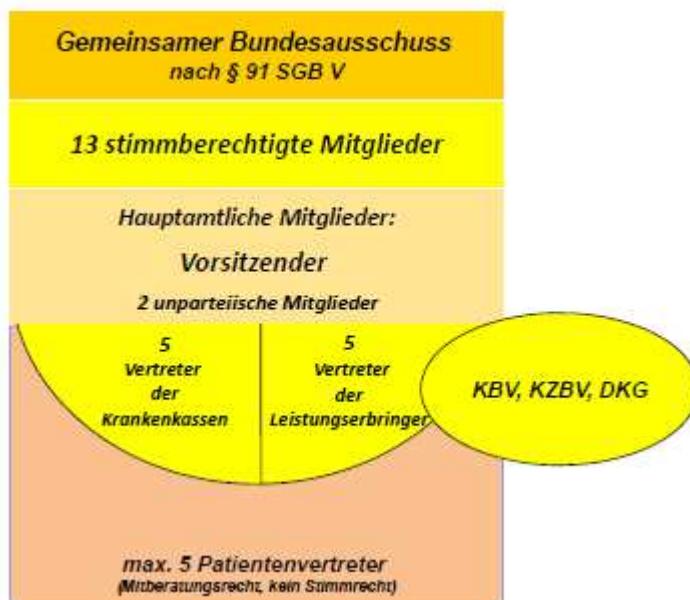 Gemeinsamer Bundesausschuss
nach § 91 SGB V
13 stimmberechtigte Mitglieder
Hauptamtliche Mitglieder:
Vorsitzender
2 unparteiische Mitglieder
5
Vertreter
der
Krankenkassen
5
Vertreter
der
Leistungserbringer
KBV, KZBV, DKG
max. 5 Patientenvertreter
(Mitberatungsrecht, kein Stimmrecht)